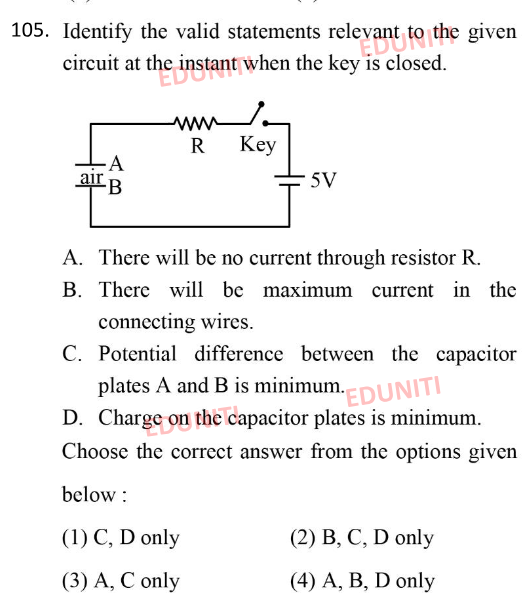 105. Identify the valid statements relevant to the given
EDUNITI
circuit at the instant when the key is closed.
EDUNITI
R Key
A
air
B
5V
A. There will be no current through resistor R.
B. There will be maximum current in the
connecting wires.
C. Potential difference between the capacitor
plates A and B is minimum.
EDUNITI
D. Charge on the capacitor plates is minimum.
EDUNITI
Choose the correct answer from the options given
below :
(1) C, D only (2) B, C, D only
(3) A, C only (4) A, B, D only